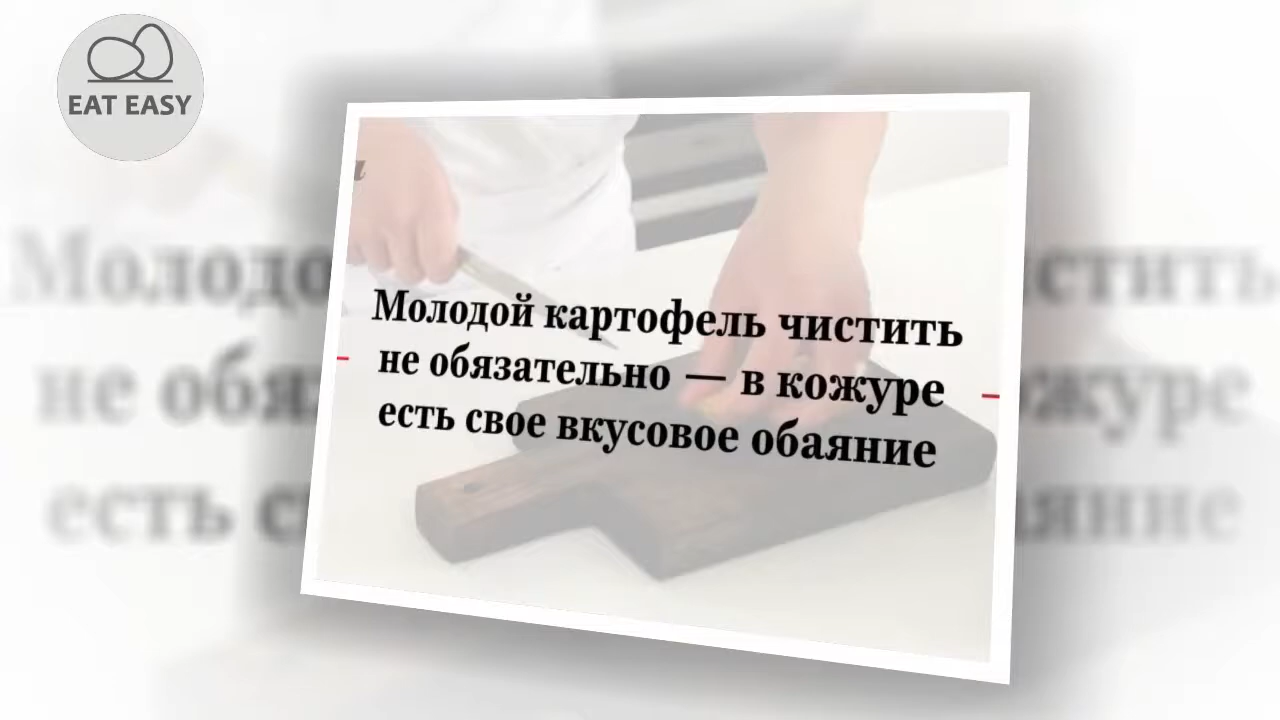 EAT EASY
Молодой картофель чистить
не обязательно — в кожуре
есть свое вкусовое обаяние